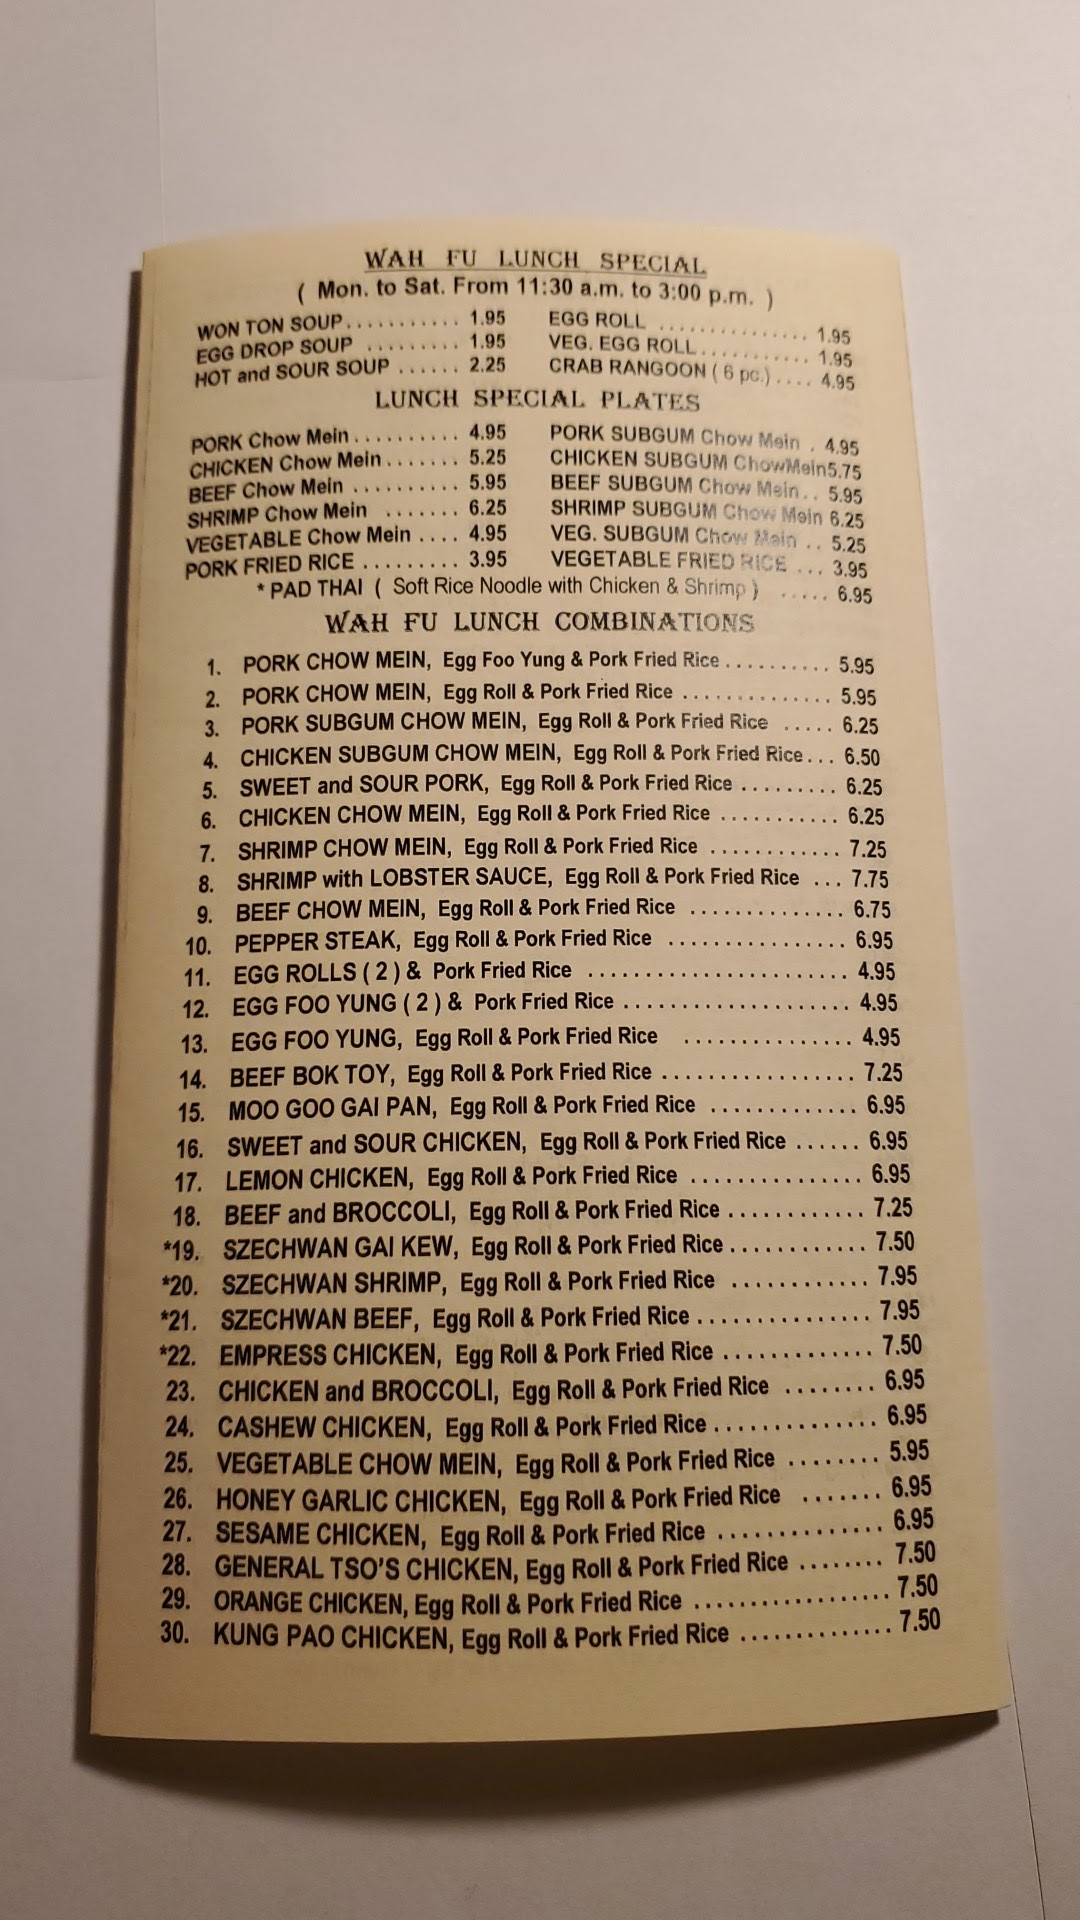 WAH FU LUNCH SPECIAL
( Mon. to Sat. From 11:30 a.m. to 3:00 p.m. )
WON TON SOUP........... 1.95 EGG ROLL ............... 1.95
EGG DROP SOUP ......... 1.95 VEG. EGG ROLL........... 1.95
HOT and SOUR SOUP ...... 2.25 CRAB RANGOON ( 6 pc.).... 4.95
LUNCH SPECIAL PLATES
PORK Chow Mein.......... 4.95 PORK SUBGUM Chow Mein . 4.95
CHICKEN Chow Mein....... 5.25 CHICKEN SUBGUM ChowMein5.75
BEEF Chow Mein ......... 5.95 BEEF SUBGUM Chow Mein.. 5.95
SHRIMP Chow Mein ....... 6.25 SHRIMP SUBGUM Chow Mein 6.25
VEGETABLE Chow Mein .... 4.95 VEG. SUBGUM Chow Mein .. 5.25
PORK FRIED RICE ......... 3.95 VEGETABLE FRIED RICE ... 3.95
* PAD THAI ( Soft Rice Noodle with Chicken & Shrimp ) ..... 6.95
WAH FU LUNCH COMBINATIONS
1. PORK CHOW MEIN, Egg Foo Yung & Pork Fried Rice .......... 5.95
2. PORK CHOW MEIN, Egg Roll & Pork Fried Rice .............. 5.95
3. PORK SUBGUM CHOW MEIN, Egg Roll & Pork Fried Rice ..... 6.25
4. CHICKEN SUBGUM CHOW MEIN, Egg Roll & Pork Fried Rice... 6.50
5. SWEET and SOUR PORK, Egg Roll & Pork Fried Rice ......... 6.25
6. CHICKEN CHOW MEIN, Egg Roll & Pork Fried Rice ........... 6.25
7. SHRIMP CHOW MEIN, Egg Roll & Pork Fried Rice ............ 7.25
8. SHRIMP with LOBSTER SAUCE, Egg Roll & Pork Fried Rice ... 7.75
9. BEEF CHOW MEIN, Egg Roll & Pork Fried Rice .............. 6.75
10. PEPPER STEAK, Egg Roll & Pork Fried Rice ................ 6.95
11. EGG ROLLS ( 2 ) & Pork Fried Rice ....................... 4.95
12. EGG FOO YUNG ( 2 ) & Pork Fried Rice .................... 4.95
13. EGG FOO YUNG, Egg Roll & Pork Fried Rice ............... 4.95
14. BEEF BOK TOY, Egg Roll & Pork Fried Rice ................. 7.25
15. MOO GOO GAI PAN, Egg Roll & Pork Fried Rice ............. 6.95
16. SWEET and SOUR CHICKEN, Egg Roll & Pork Fried Rice ...... 6.95
17. LEMON CHICKEN, Egg Roll & Pork Fried Rice ............... 6.95
18. BEEF and BROCCOLI, Egg Roll & Pork Fried Rice ............ 7.25
*19. SZECHWAN GAI KEW, Egg Roll & Pork Fried Rice ............ 7.50
*20. SZECHWAN SHRIMP, Egg Roll & Pork Fried Rice ............ 7.95
*21. SZECHWAN BEEF, Egg Roll & Pork Fried Rice ............... 7.95
*22. EMPRESS CHICKEN, Egg Roll & Pork Fried Rice ............. 7.50
23. CHICKEN and BROCCOLI, Egg Roll & Pork Fried Rice ........ 6.95
24. CASHEW CHICKEN, Egg Roll & Pork Fried Rice .............. 6.95
25. VEGETABLE CHOW MEIN, Egg Roll & Pork Fried Rice ........ 5.95
26. HONEY GARLIC CHICKEN, Egg Roll & Pork Fried Rice ....... 6.95
27. SESAME CHICKEN, Egg Roll & Pork Fried Rice .............. 6.95
28. GENERAL TSO'S CHICKEN, Egg Roll & Pork Fried Rice ........ 7.50
29. ORANGE CHICKEN, Egg Roll & Pork Fried Rice .................. 7.50
30. KUNG PAO CHICKEN, Egg Roll & Pork Fried Rice .............. 7.50